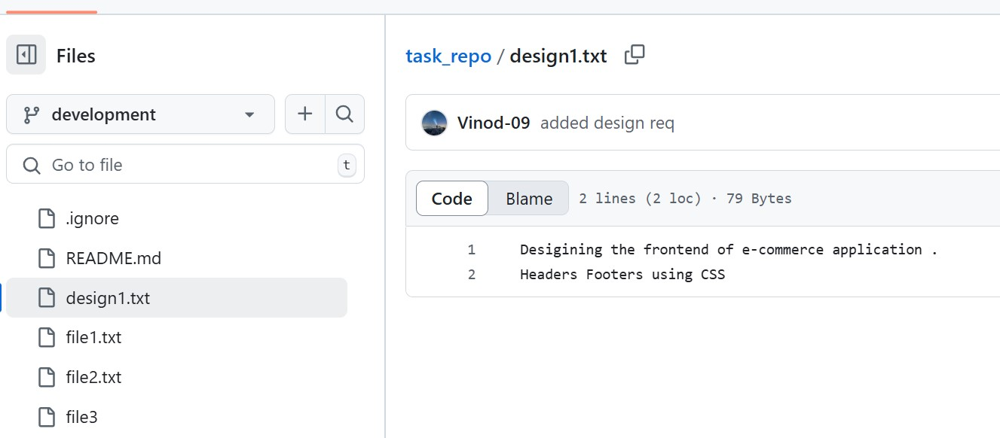 Files
development
Go to file
t
.ignore
README.md
design1.txt
file1.txt
file2.txt
file3
task_repo / design1.txt
Vinod-09 added design req
Code Blame 2 lines (2 loc) · 79 Bytes
1 Desigining the frontend of e-commerce application .
2 Headers Footers using CSS